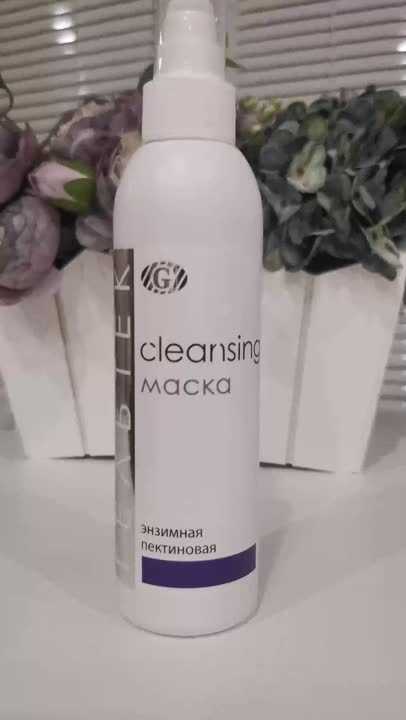 G
ГЕЛЬТЕК
cleansing
маска
энзимная
пектиновая